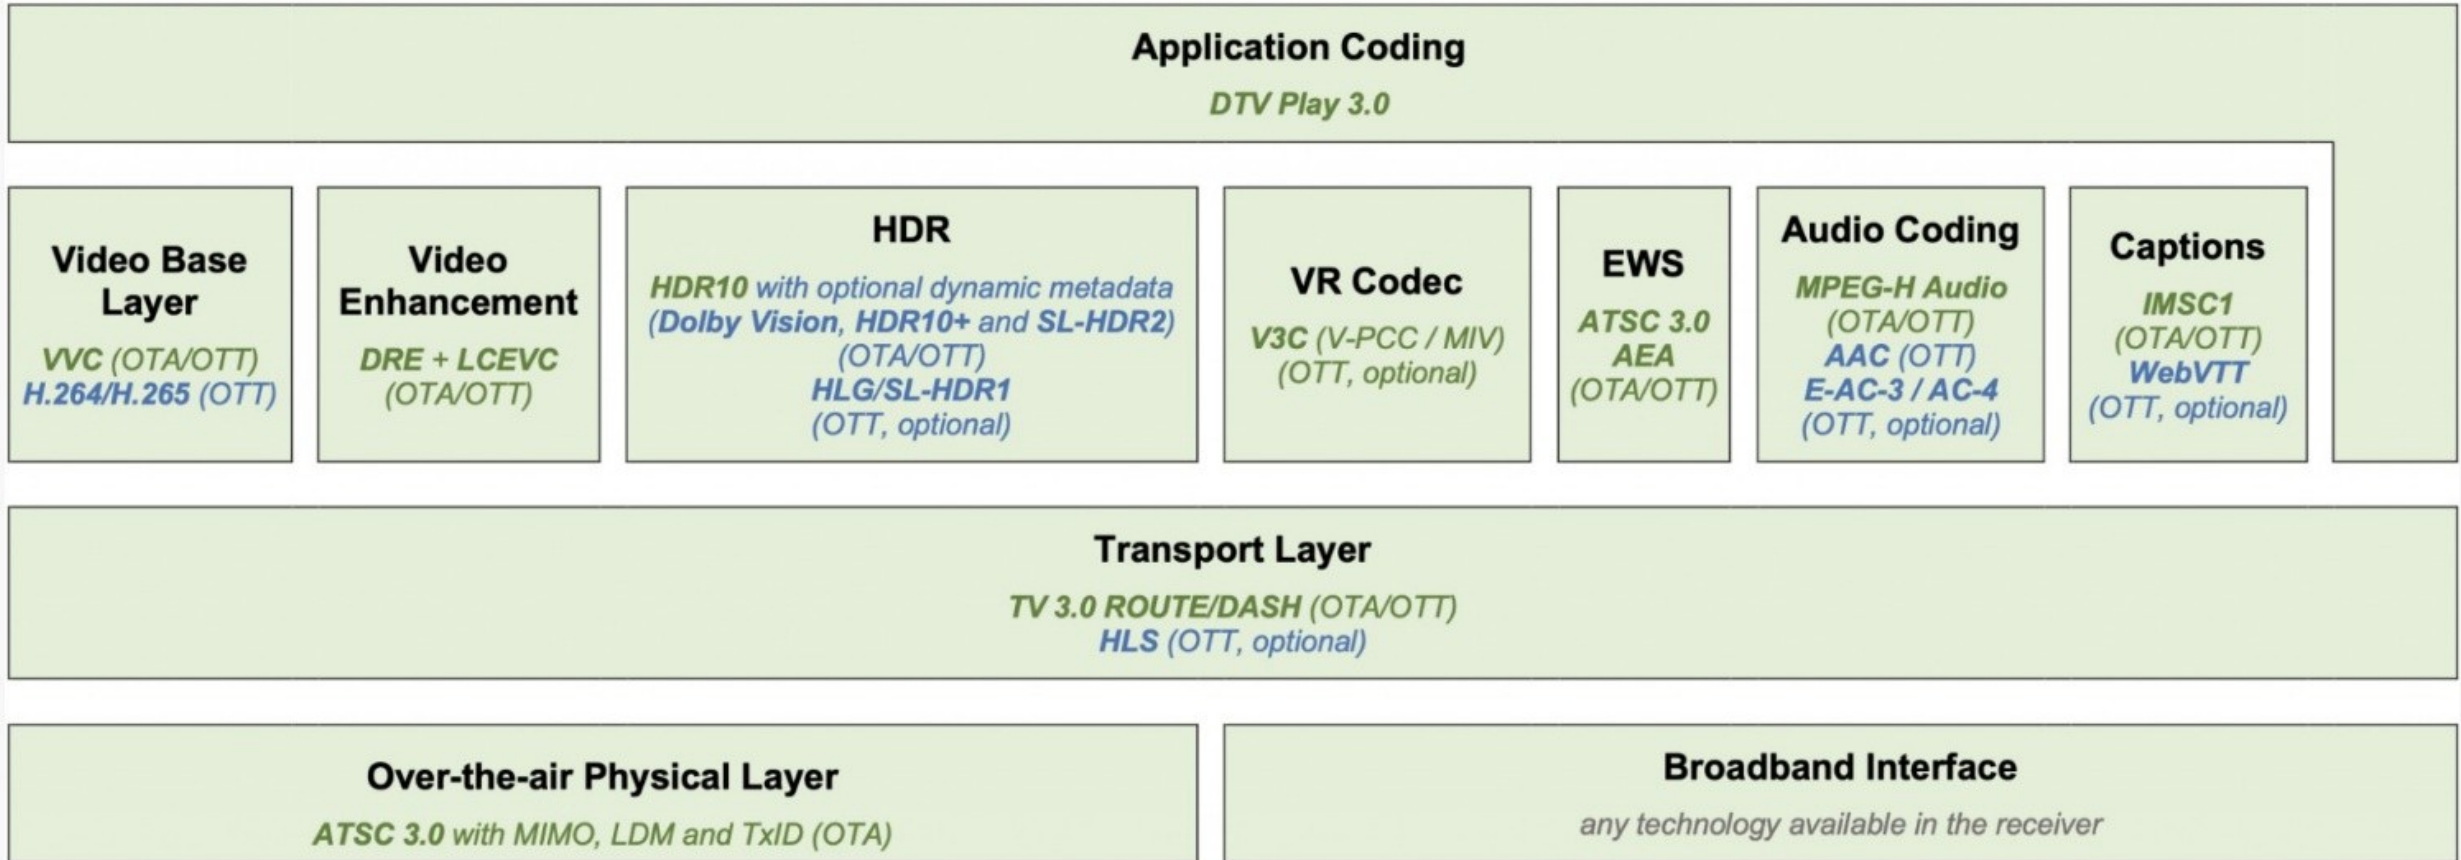 Application Coding
DTV Play 3.0
Video Base
Layer
VVC (OTA/OTT)
H.264/H.265 (OTT)
Video
Enhancement
DRE + LCEVC
(OTA/OTT)
HDR
HDR10 with optional dynamic metadata
(Dolby Vision, HDR10+ and SL-HDR2)
(OTA/OTT)
HLG/SL-HDR1
(OTT, optional)
VR Codec
V3C (V-PCC / MIV)
(OTT, optional)
EWS
ATSC 3.0
AEA
(OTA/OTT)
Audio Coding
MPEG-H Audio
(OTA/OTT)
AAC (OTT)
E-AC-3 / AC-4
(OTT, optional)
Captions
IMSC1
(OTA/OTT)
WebVTT
(OTT, optional)
Transport Layer
TV 3.0 ROUTE/DASH (OTA/OTT)
HLS (OTT, optional)
Over-the-air Physical Layer
ATSC 3.0 with MIMO, LDM and TxID (OTA)
Broadband Interface
any technology available in the receiver